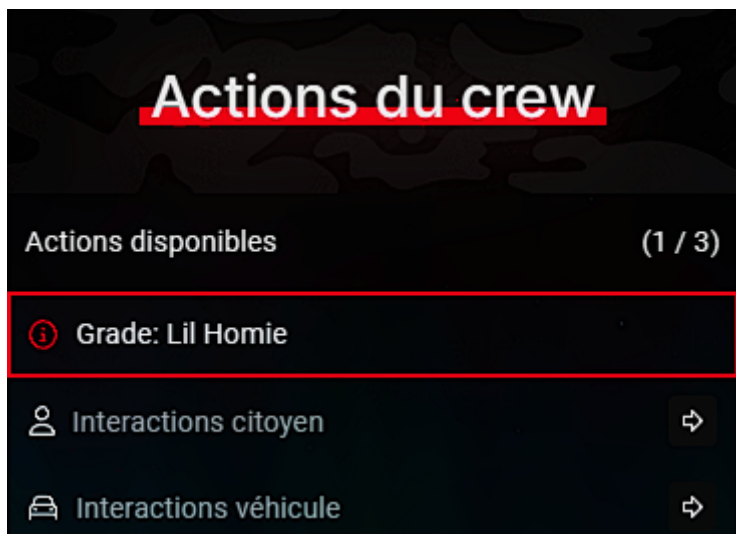 Actions du crew
Actions disponibles (1 / 3)
Grade: Lil Homie
Interactions citoyen
Interactions véhicule